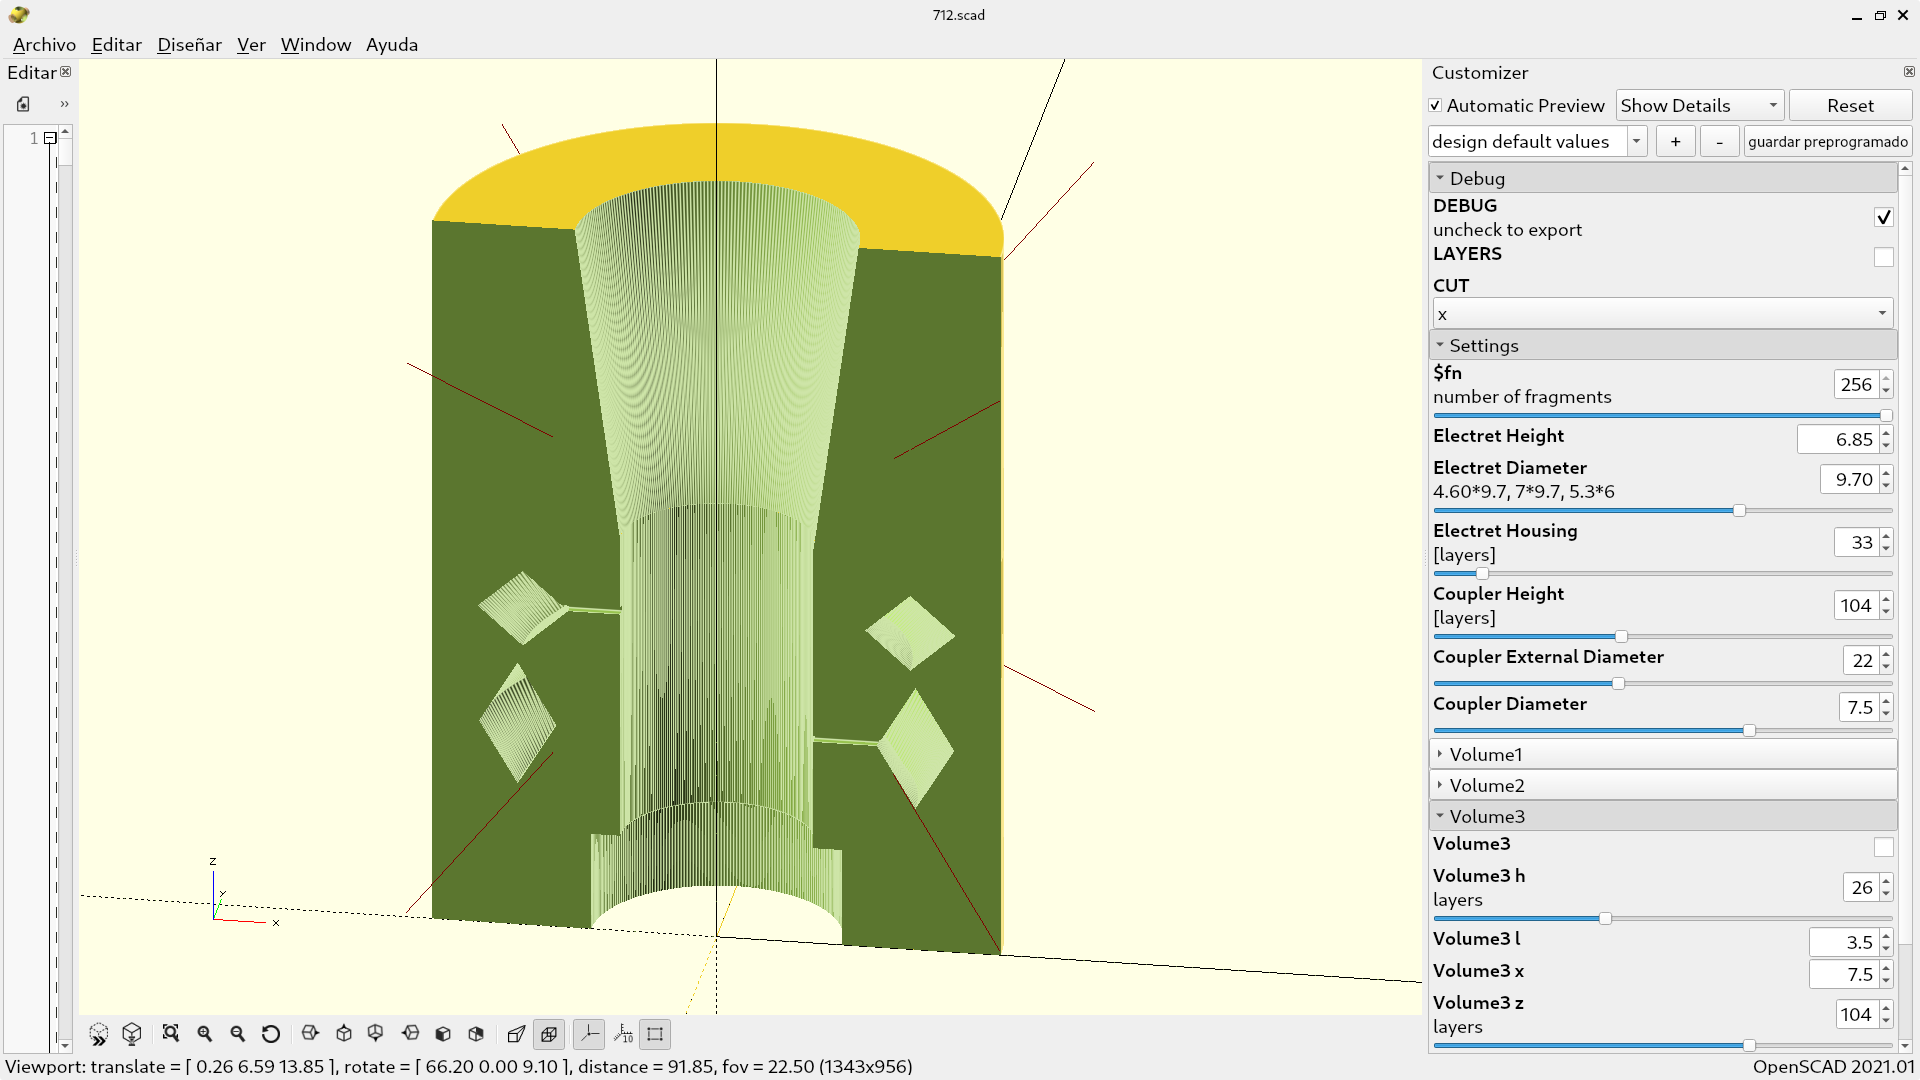 712.scad
Archivo Editar Diseñar Ver Window Ayuda
Editar
»
1
z
y
x
10
Viewport: translate = [ 0.26 6.59 13.85 ], rotate = [ 66.20 0.00 9.10 ], distance = 91.85, fov = 22.50 (1343x956)
Customizer
Automatic Preview Show Details Reset
design default values + - guardar preprogramado
Debug
DEBUG
uncheck to export
LAYERS
CUT
x
Settings
$fn
number of fragments 256
Electret Height 6.85
Electret Diameter
4.60*9.7, 7*9.7, 5.3*6 9.70
Electret Housing
[layers] 33
Coupler Height
[layers] 104
Coupler External Diameter 22
Coupler Diameter 7.5
Volume1
Volume2
Volume3
Volume3
Volume3 h
layers 26
Volume3 l 3.5
Volume3 x 7.5
Volume3 z
layers 104
OpenSCAD 2021.01